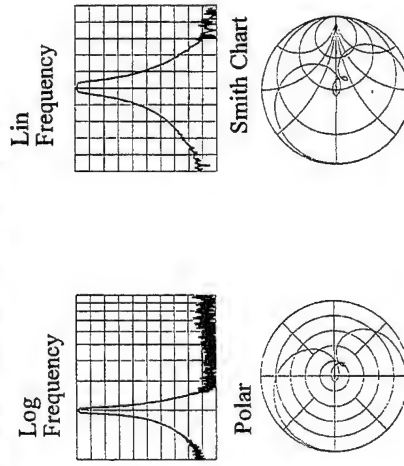 Log
Frequency
Lin
Frequency
Polar
Smith Chart